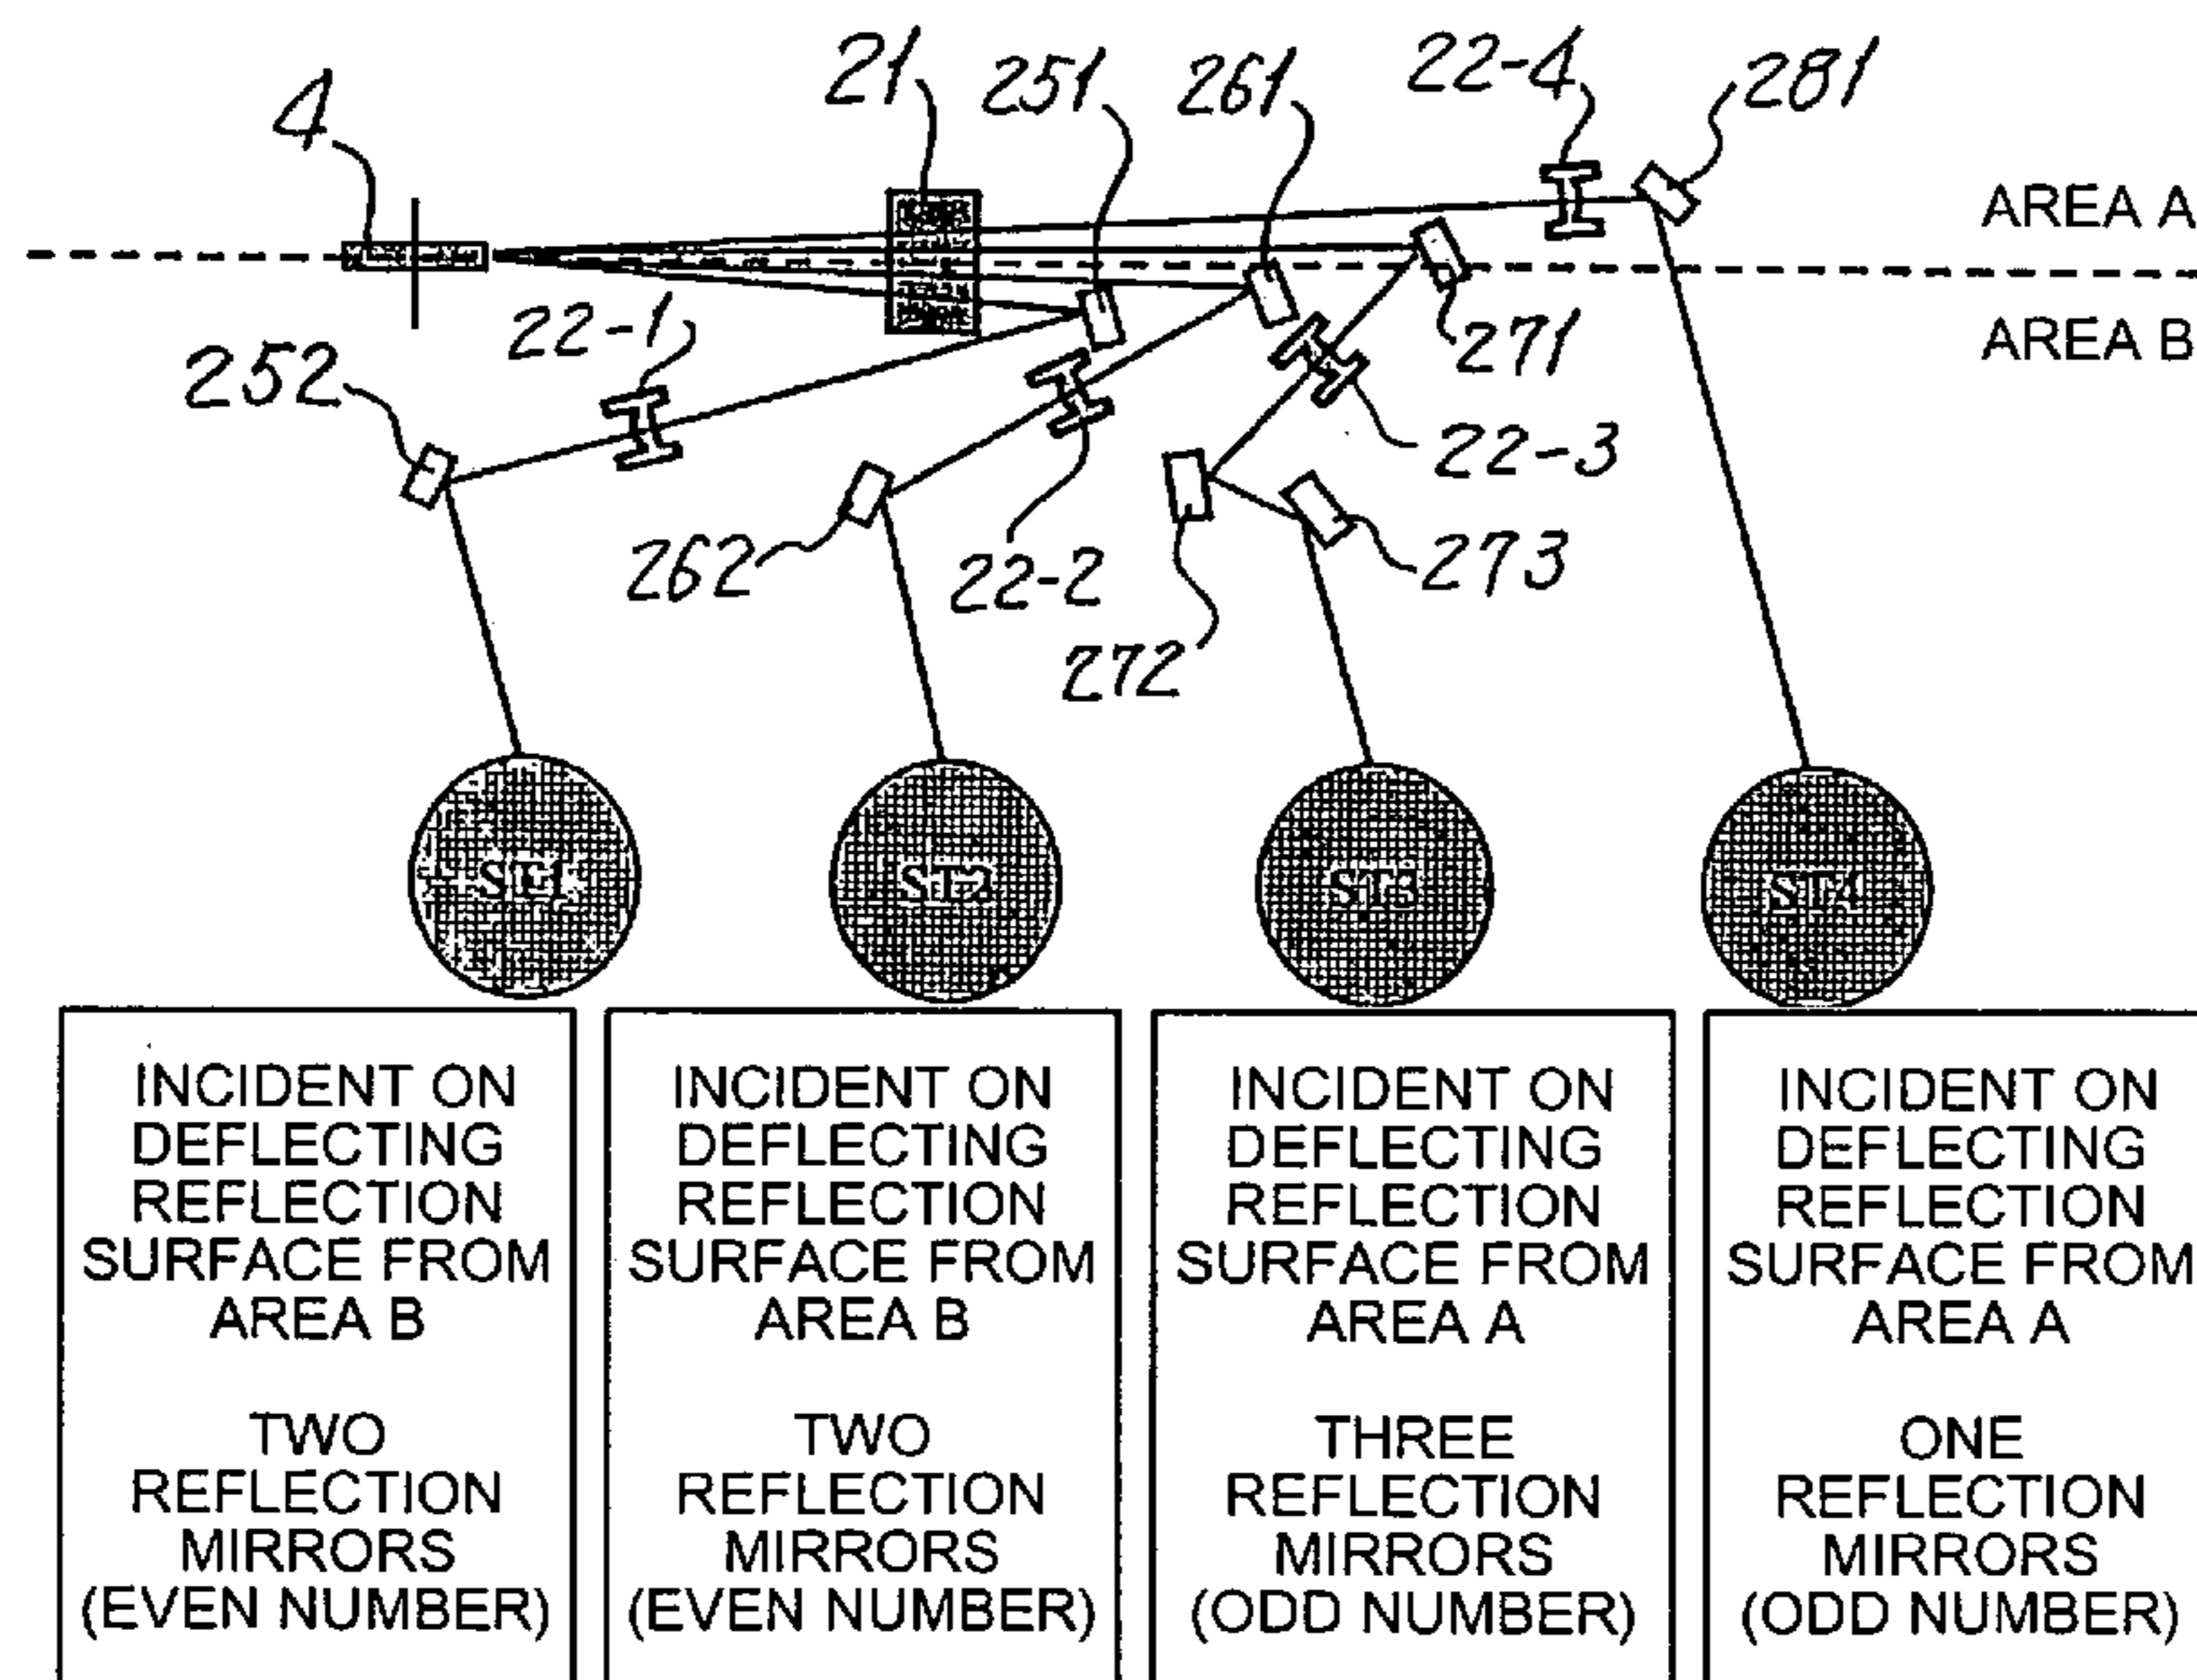 4
21
251
261
22-4
281
AREA A
AREA B
252
22-1
271
22-3
262
22-2
273
272
ST2
ST3
ST4
INCIDENT ON
DEFLECTING
REFLECTION
SURFACE FROM
AREA B
TWO
REFLECTION
MIRRORS
(EVEN NUMBER)
INCIDENT ON
DEFLECTING
REFLECTION
SURFACE FROM
AREA B
TWO
REFLECTION
MIRRORS
(EVEN NUMBER)
INCIDENT ON
DEFLECTING
REFLECTION
SURFACE FROM
AREA A
THREE
REFLECTION
MIRRORS
(ODD NUMBER)
INCIDENT ON
DEFLECTING
REFLECTION
SURFACE FROM
AREA A
ONE
REFLECTION
MIRRORS
(ODD NUMBER)